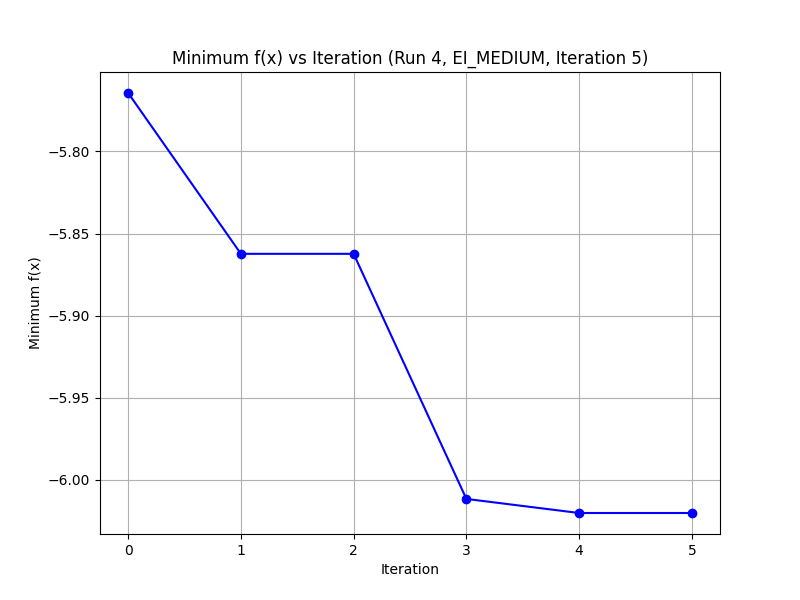 Minimum f(x) vs Iteration (Run 4, EI_MEDIUM, Iteration 5)
Minimum f(x)
−5.80
−5.85
−5.90
−5.95
−6.00
0 1 2 3 4 5
Iteration